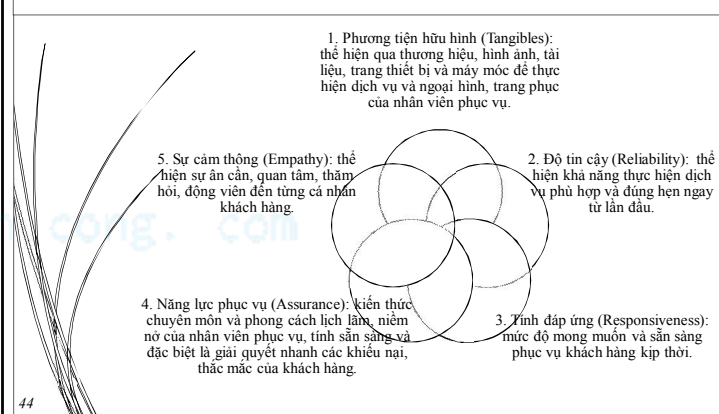 1. Phương tiện hữu hình (Tangibles):
thể hiện qua thương hiệu, hình ảnh, tài
liệu, trang thiết bị và máy móc để thực
hiện dịch vụ và ngoại hình, trang phục
của nhân viên phục vụ.
2. Độ tin cậy (Reliability): thể
hiện khả năng thực hiện dịch
vụ phù hợp và đúng hẹn ngay
từ lần đầu.
3. Tính đáp ứng (Responsiveness):
mức độ mong muốn và sẵn sàng
phục vụ khách hàng kịp thời.
4. Năng lực phục vụ (Assurance): kiến thức
chuyên môn và phong cách lịch lãm, niềm
nở của nhân viên phục vụ, tính sẵn sàng và
đặc biệt là giải quyết nhanh các khiếu nại,
thắc mắc của khách hàng.
5. Sự cảm thông (Empathy): thể
hiện sự ân cần, quan tâm, thăm
hỏi, động viên đến từng cá nhân
khách hàng.
cong. com
44